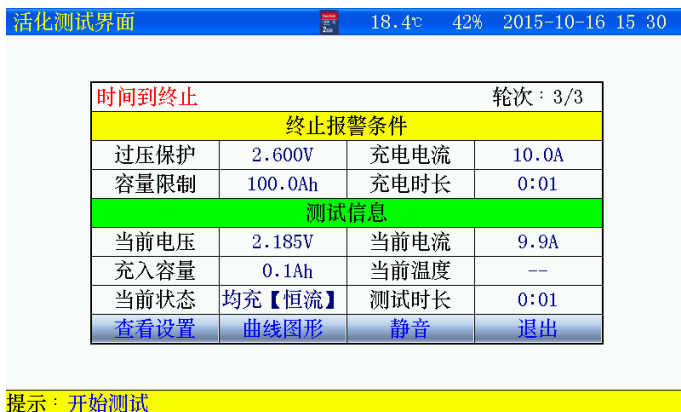 活化测试界面 18.4℃ 42% 2015-10-16 15 30
时间到终止 轮次：3/3
终止报警条件
过压保护 2.600V 充电电流 10.0A
容量限制 100.0Ah 充电时长 0:01
测试信息
当前电压 2.185V 当前电流 9.9A
充入容量 0.1Ah 当前温度 --
当前状态 均充【恒流】 测试时长 0:01
查看设置 曲线图形 静音 退出
提示：开始测试